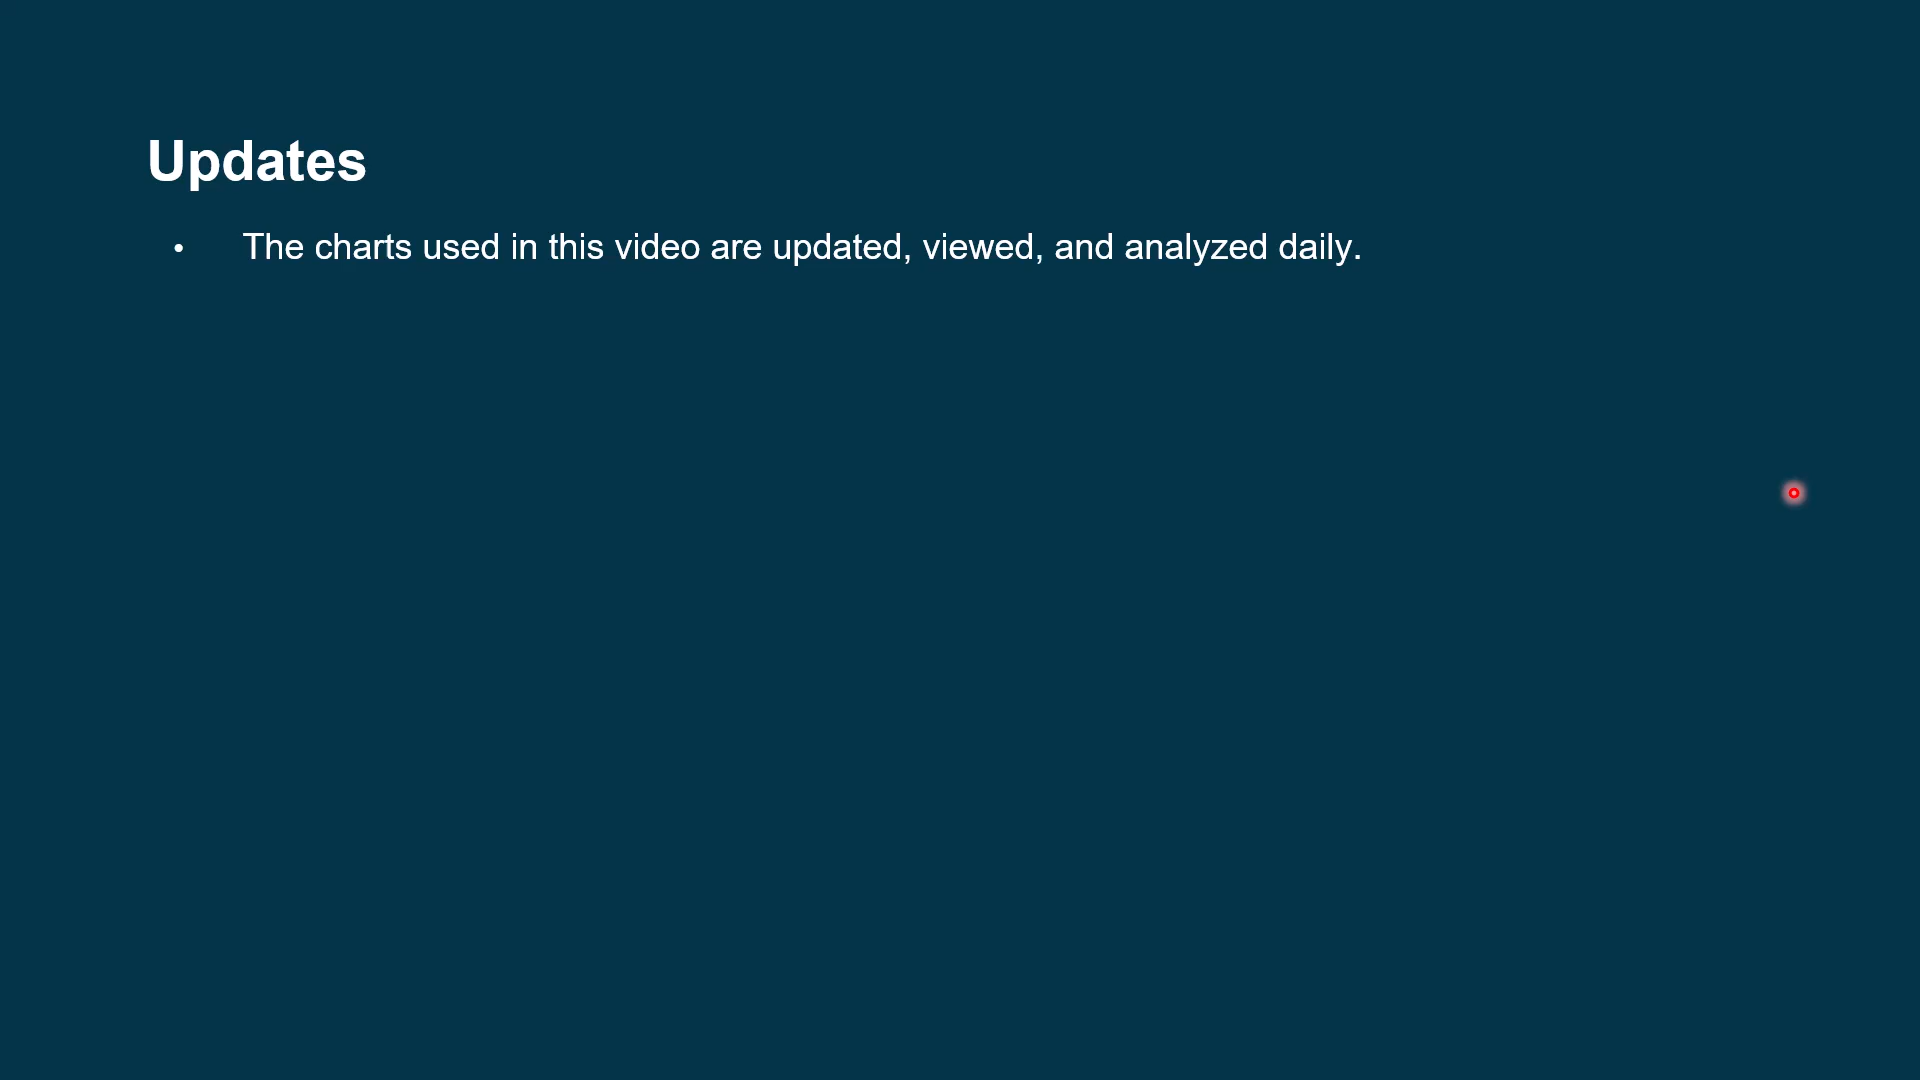 Updates
• The charts used in this video are updated, viewed, and analyzed daily.